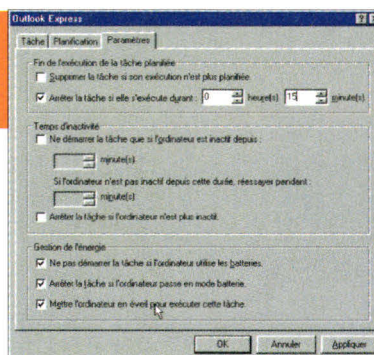 Outlook Express
Tâche Planification Paramètres
Fin de l'exécution de la tâche planifiée
Supprimer la tâche si son exécution n'est plus planifiée.
Arrêter la tâche si elle s'exécute durant : 0 heure(s) 15 minute(s).
Temps d'inactivité
Ne démarrer la tâche que si l'ordinateur est inactif depuis :
minute(s).
Si l'ordinateur n'est pas inactif depuis cette durée, réessayer pendant :
minute(s).
Arrêter la tâche si l'ordinateur n'est plus inactif.
Gestion de l'énergie
Ne pas démarrer la tâche si l'ordinateur utilise les batteries.
Arrêter la tâche si l'ordinateur passe en mode batterie.
Mettre l'ordinateur en éveil pour exécuter cette tâche.
OK Annuler Appliquer